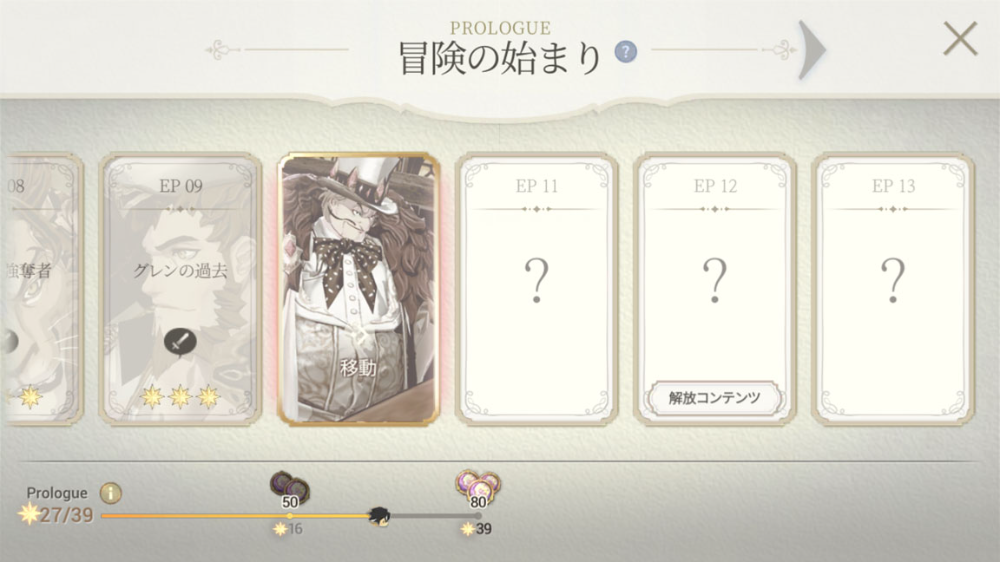 PROLOGUE
冒険の始まり
?
08
強奪者
EP 09
グレンの過去
移動
EP 11
?
EP 12
?
解放コンテンツ
EP 13
?
Prologue i
27/39
50
16
80
39